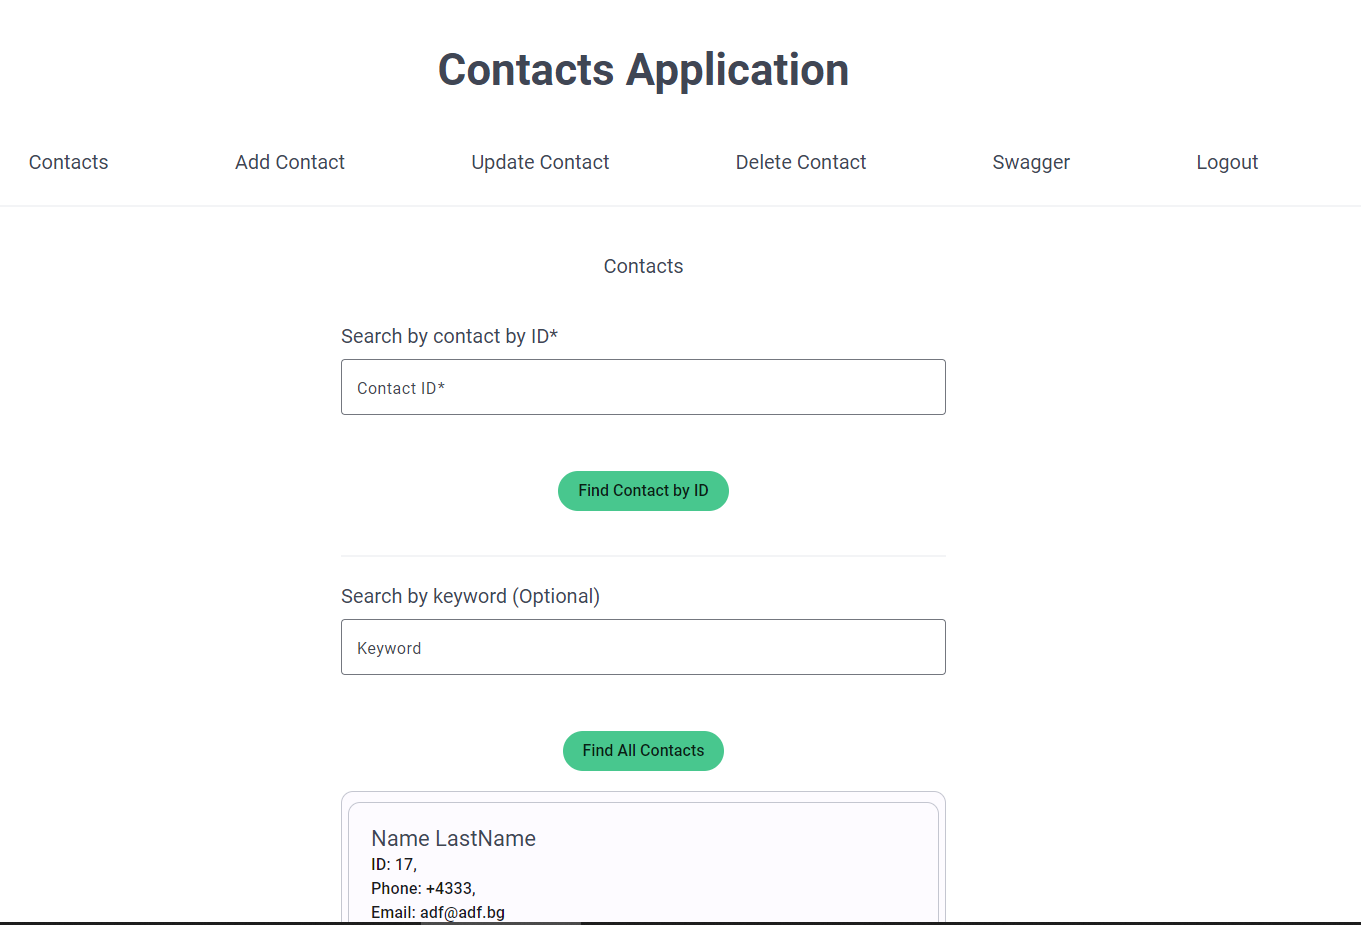 Contacts Application
Contacts Add Contact Update Contact Delete Contact Swagger Logout
Contacts
Search by contact by ID*
Contact ID*
Find Contact by ID
Search by keyword (Optional)
Keyword
Find All Contacts
Name LastName
ID: 17,
Phone: +4333,
Email: adf@adf.bg